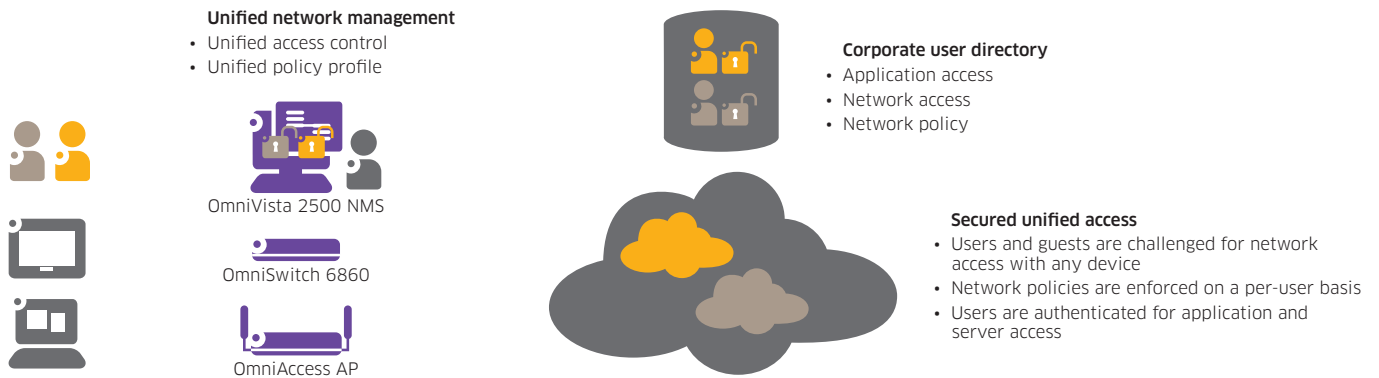 Unified network management
• Unified access control
• Unified policy profile
OmniVista 2500 NMS
OmniSwitch 6860
OmniAccess AP
Corporate user directory
• Application access
• Network access
• Network policy
Secured unified access
• Users and guests are challenged for network
access with any device
• Network policies are enforced on a per-user basis
• Users are authenticated for application and
server access